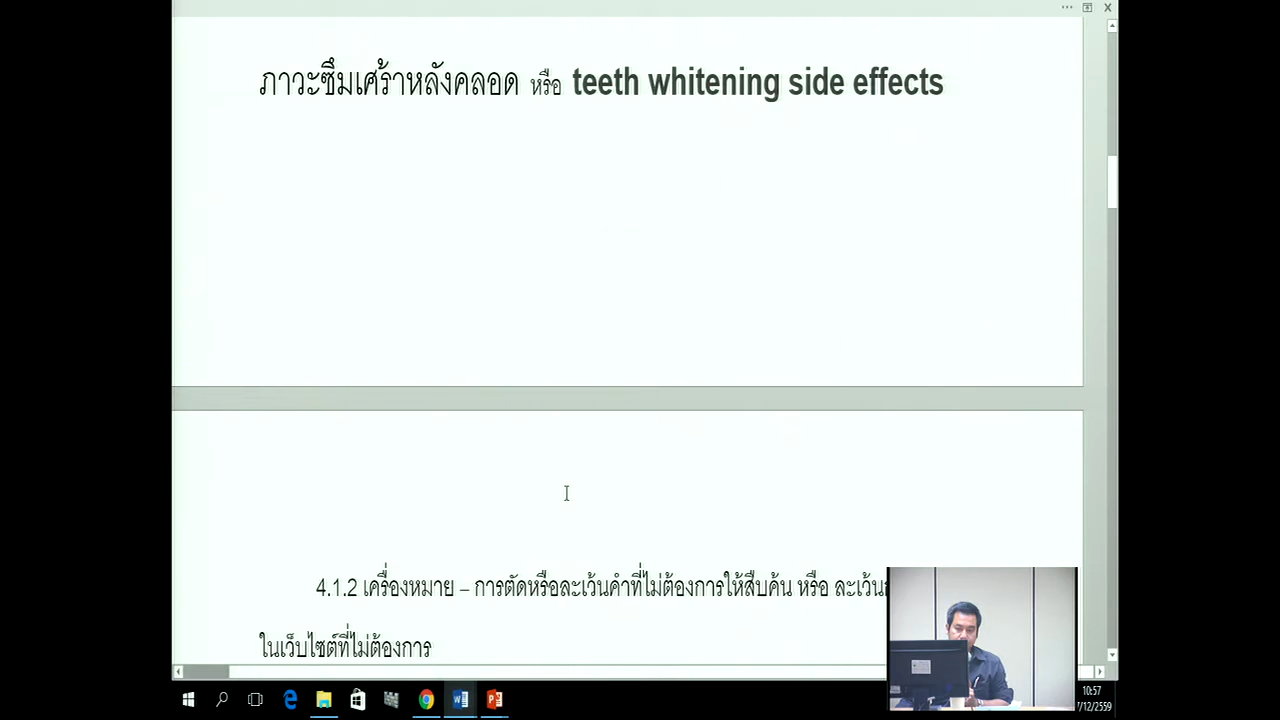 ภาวะซึมเศร้าหลังคลอด หรือ teeth whitening side effects
4.1.2 เครื่องหมาย – การตัดหรือละเว้นคำที่ไม่ต้องการให้สืบค้น หรือ ละเว้น
ในเว็บไซต์ที่ไม่ต้องการ
10:57
7/12/2559